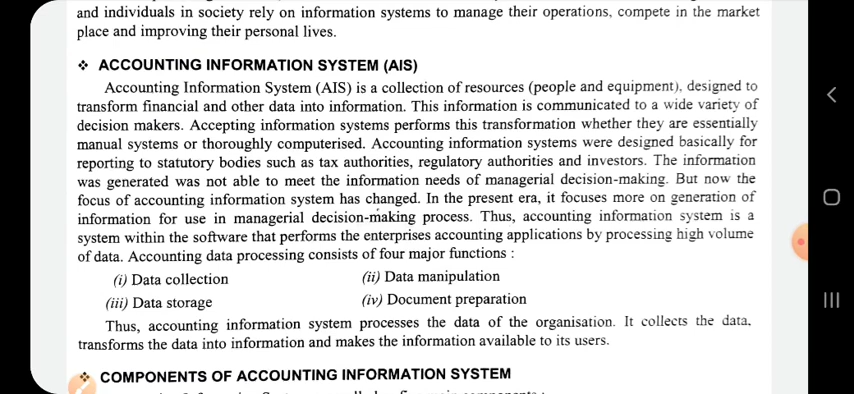 and individuals in society rely on information systems to manage their operations, compete in the market
place and improving their personal lives.
❖ ACCOUNTING INFORMATION SYSTEM (AIS)
Accounting Information System (AIS) is a collection of resources (people and equipment), designed to
transform financial and other data into information. This information is communicated to a wide variety of
decision makers. Accepting information systems performs this transformation whether they are essentially
manual systems or thoroughly computerised. Accounting information systems were designed basically for
reporting to statutory bodies such as tax authorities, regulatory authorities and investors. The information
was generated was not able to meet the information needs of managerial decision-making. But now the
focus of accounting information system has changed. In the present era, it focuses more on generation of
information for use in managerial decision-making process. Thus, accounting information system is a
system within the software that performs the enterprises accounting applications by processing high volume
of data. Accounting data processing consists of four major functions :
(i) Data collection (ii) Data manipulation
(iii) Data storage (iv) Document preparation
Thus, accounting information system processes the data of the organisation. It collects the data,
transforms the data into information and makes the information available to its users.
❖ COMPONENTS OF ACCOUNTING INFORMATION SYSTEM